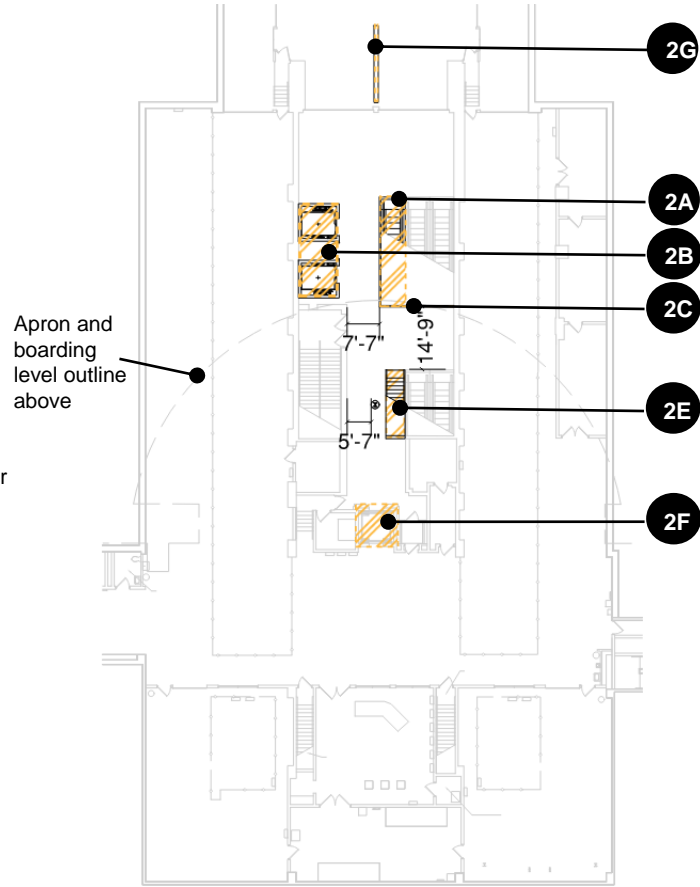 2G
2A
2B
2C
Apron and
boarding
level outline
above
7'-7"
14'-9"
2E
5'-7"
r
2F